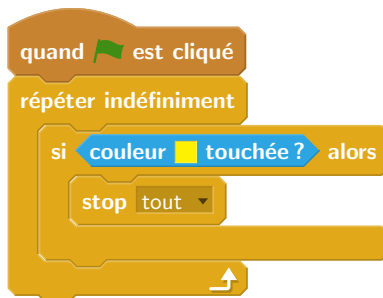 quand est cliqué
répéter indéfiniment
si couleur touchée ? alors
stop tout